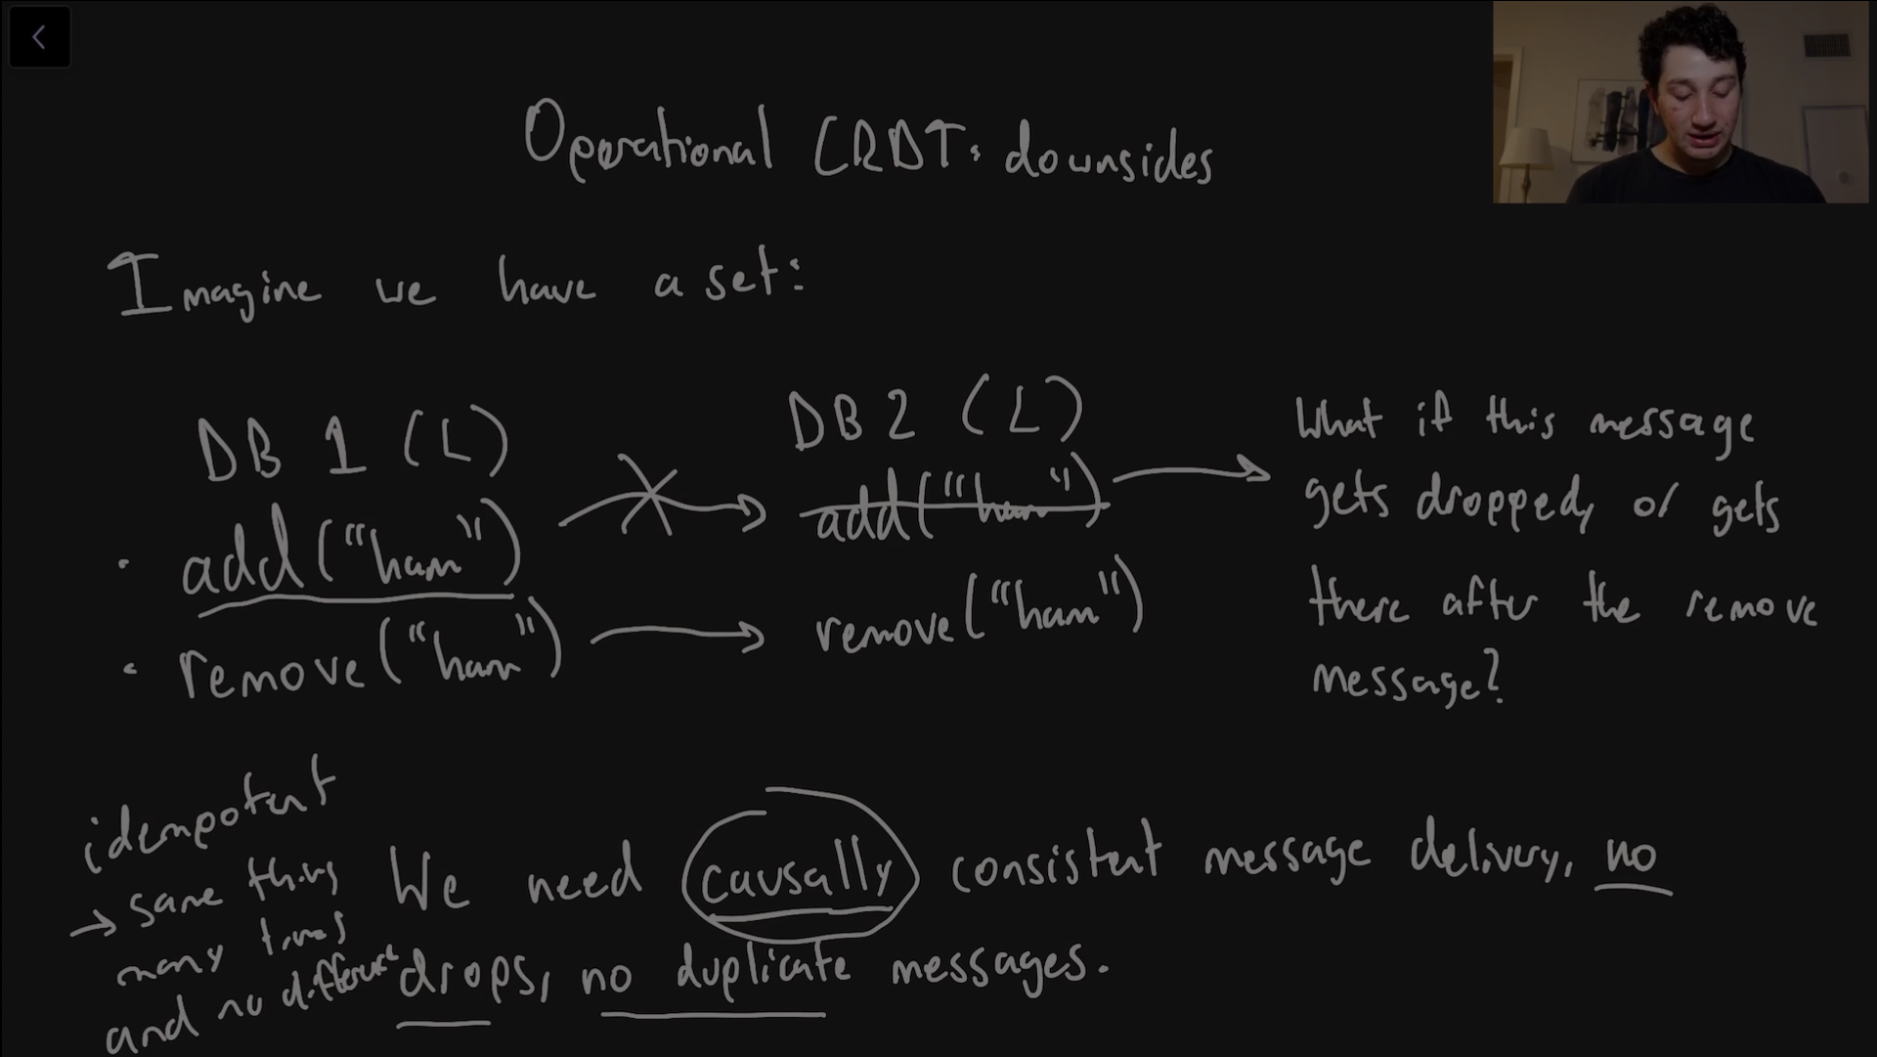 Operational CRDT: downsides
Imagine we have a set:
DB 1 (L)
• add("ham")
• remove("ham")
DB 2 (L)
add("ham")
remove("ham")
What if this message
gets dropped, or gets
there after the remove
message?
idempotent
→ same thing
many times
and no different
We need causally consistent message delivery, no
drops, no duplicate messages.